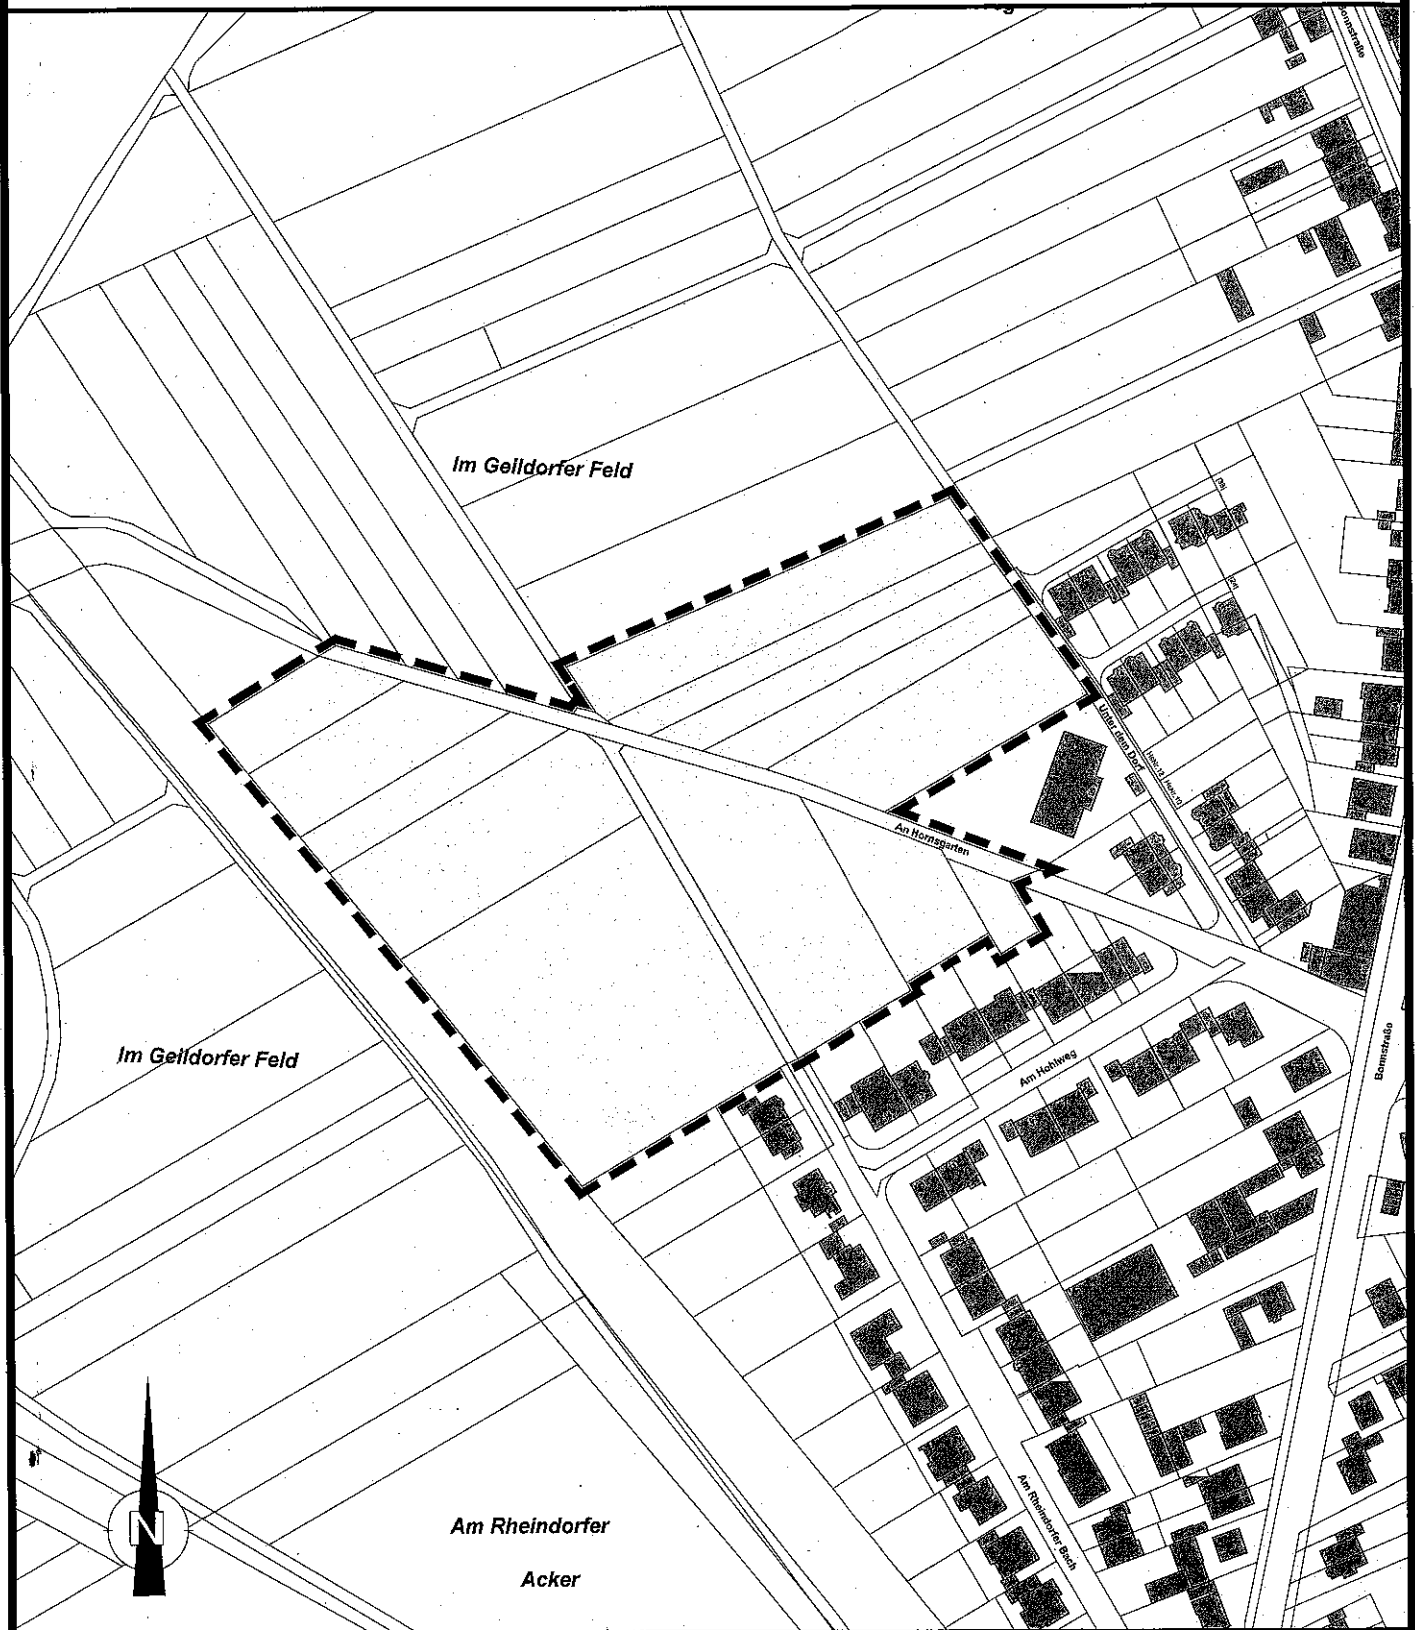 Bonnstraße
Im Geildorfer Feld
Unter dem Dorf
An Hornsgarten
Im Geildorfer Feld
Am Hohlweg
Bonnstraße
N
Am Rheindorfer
Acker
Am Rheindorfer Bach